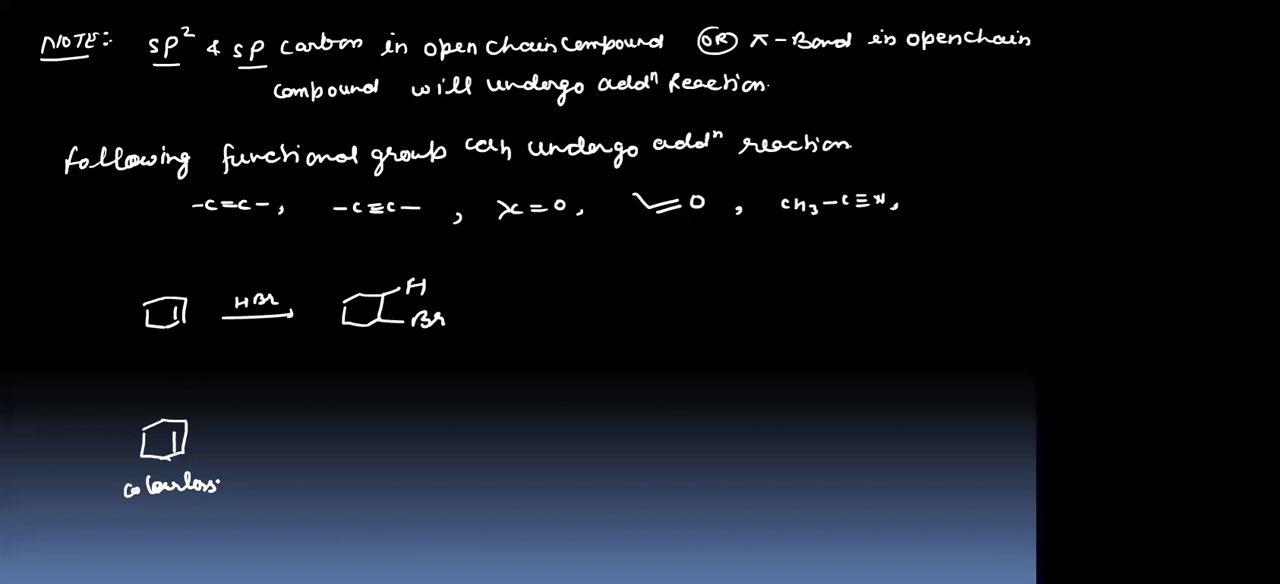 NOTE:- sp² & sp carbon in open chain compound OR π-Bond in openchain
compound will undergo addⁿ Reaction.
following functional group can undergo addⁿ reaction
-C=C-, -C≡C-, >C=O, =O, CH₃-C≡N,
HBr
H
Br
colourless.